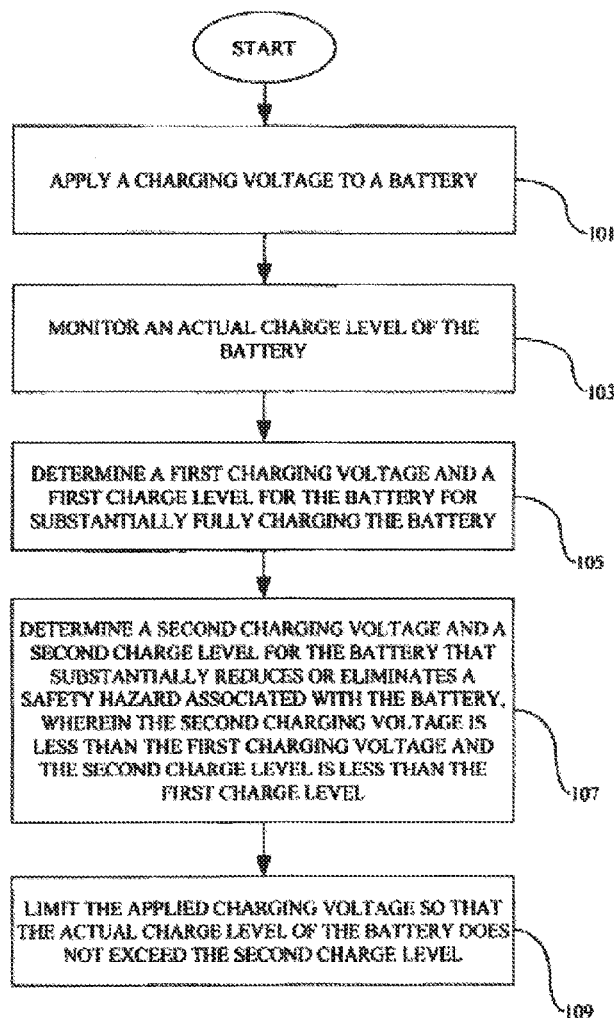 START
APPLY A CHARGING VOLTAGE TO A BATTERY
101
MONITOR AN ACTUAL CHARGE LEVEL OF THE
BATTERY
103
DETERMINE A FIRST CHARGING VOLTAGE AND A
FIRST CHARGE LEVEL FOR THE BATTERY FOR
SUBSTANTIALLY FULLY CHARGING THE BATTERY
105
DETERMINE A SECOND CHARGING VOLTAGE AND A
SECOND CHARGE LEVEL FOR THE BATTERY THAT
SUBSTANTIALLY REDUCES OR ELIMINATES A
SAFETY HAZARD ASSOCIATED WITH THE BATTERY,
WHEREIN THE SECOND CHARGING VOLTAGE IS
LESS THAN THE FIRST CHARGING VOLTAGE AND
THE SECOND CHARGE LEVEL IS LESS THAN THE
FIRST CHARGE LEVEL
107
LIMIT THE APPLIED CHARGING VOLTAGE SO THAT
THE ACTUAL CHARGE LEVEL OF THE BATTERY DOES
NOT EXCEED THE SECOND CHARGE LEVEL
109